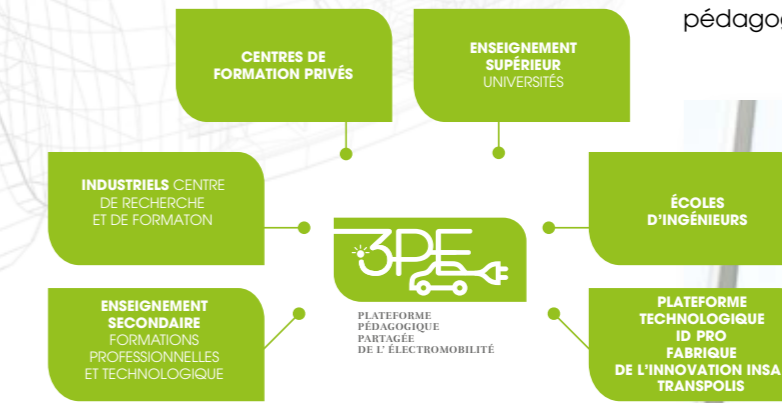 pédagog
CENTRES DE
FORMATION PRIVÉS
ENSEIGNEMENT
SUPÉRIEUR
UNIVERSITÉS
INDUSTRIELS CENTRE
DE RECHERCHE
ET DE FORMATON
ÉCOLES
D'INGÉNIEURS
3PE
PLATEFORME
PÉDAGOGIQUE
PARTAGÉE
DE L' ÉLECTROMOBILITÉ
ENSEIGNEMENT
SECONDAIRE
FORMATIONS
PROFESSIONNELLES
ET TECHNOLOGIQUE
PLATEFORME
TECHNOLOGIQUE
ID PRO
FABRIQUE
DE L'INNOVATION INSA
TRANSPOLIS